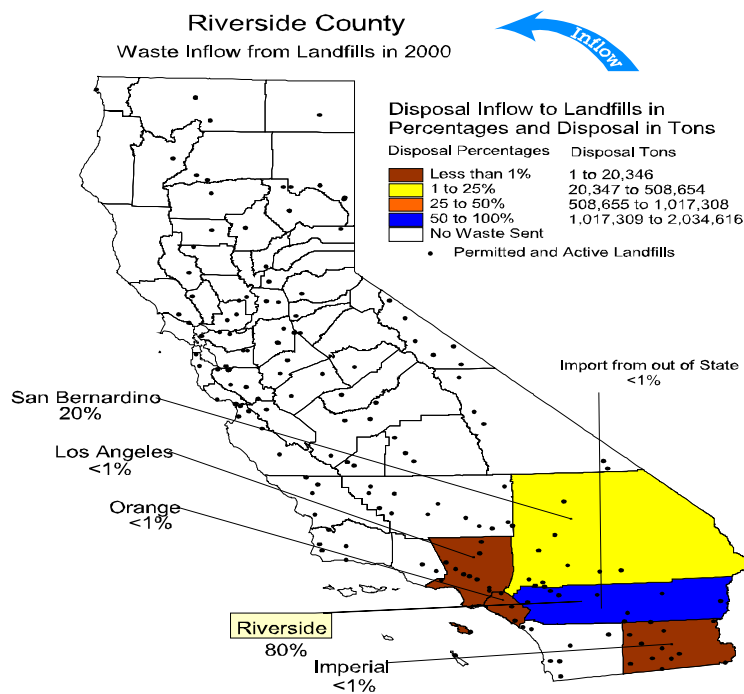 Riverside County
Waste Inflow from Landfills in 2000
Inflow
Disposal Inflow to Landfills in
Percentages and Disposal in Tons
Disposal Percentages Disposal Tons
Less than 1% 1 to 20,346
1 to 25% 20,347 to 508,654
25 to 50% 508,655 to 1,017,308
50 to 100% 1,017,309 to 2,034,616
No Waste Sent
Permitted and Active Landfills
Import from out of State
<1%
San Bernardino
20%
Los Angeles
<1%
Orange
<1%
Riverside
80%
Imperial
<1%